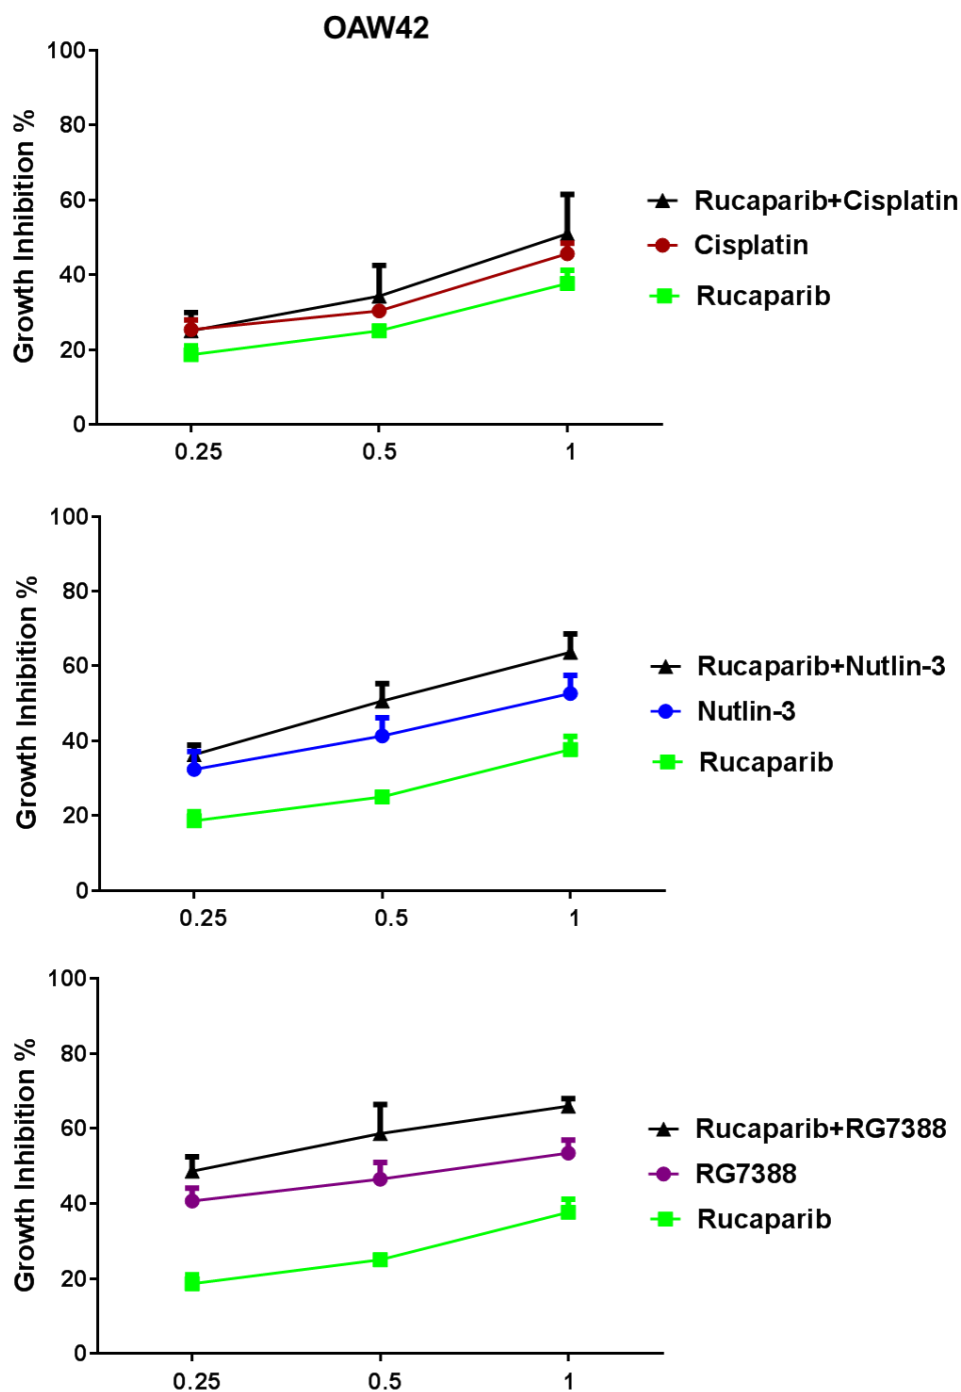 OAW42
Growth Inhibition %
100
80
60
40
20
0
0.25 0.5 1
Rucaparib+Cisplatin
Cisplatin
Rucaparib
Growth Inhibition %
100
80
60
40
20
0
0.25 0.5 1
Rucaparib+Nutlin-3
Nutlin-3
Rucaparib
Growth Inhibition %
100
80
60
40
20
0
0.25 0.5 1
Rucaparib+RG7388
RG7388
Rucaparib